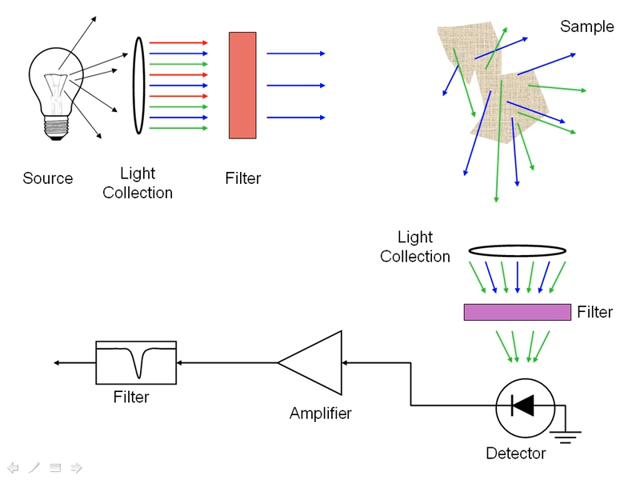 Sample
Source
Light
Collection
Filter
Light
Collection
Filter
Filter
Amplifier
Detector